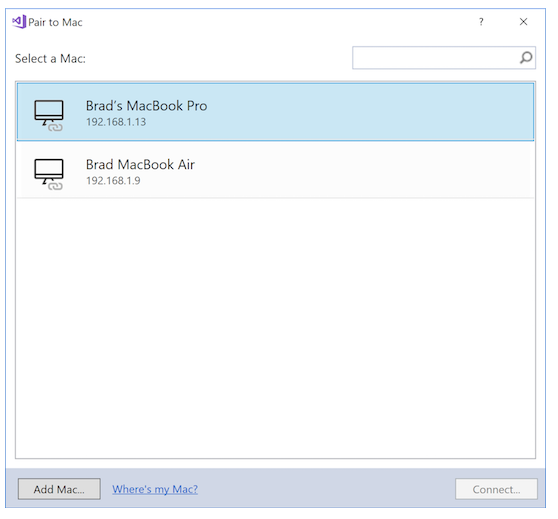 Pair to Mac
?
Select a Mac:
Brad's MacBook Pro
192.168.1.13
Brad MacBook Air
192.168.1.9
Add Mac...
Where's my Mac?
Connect...